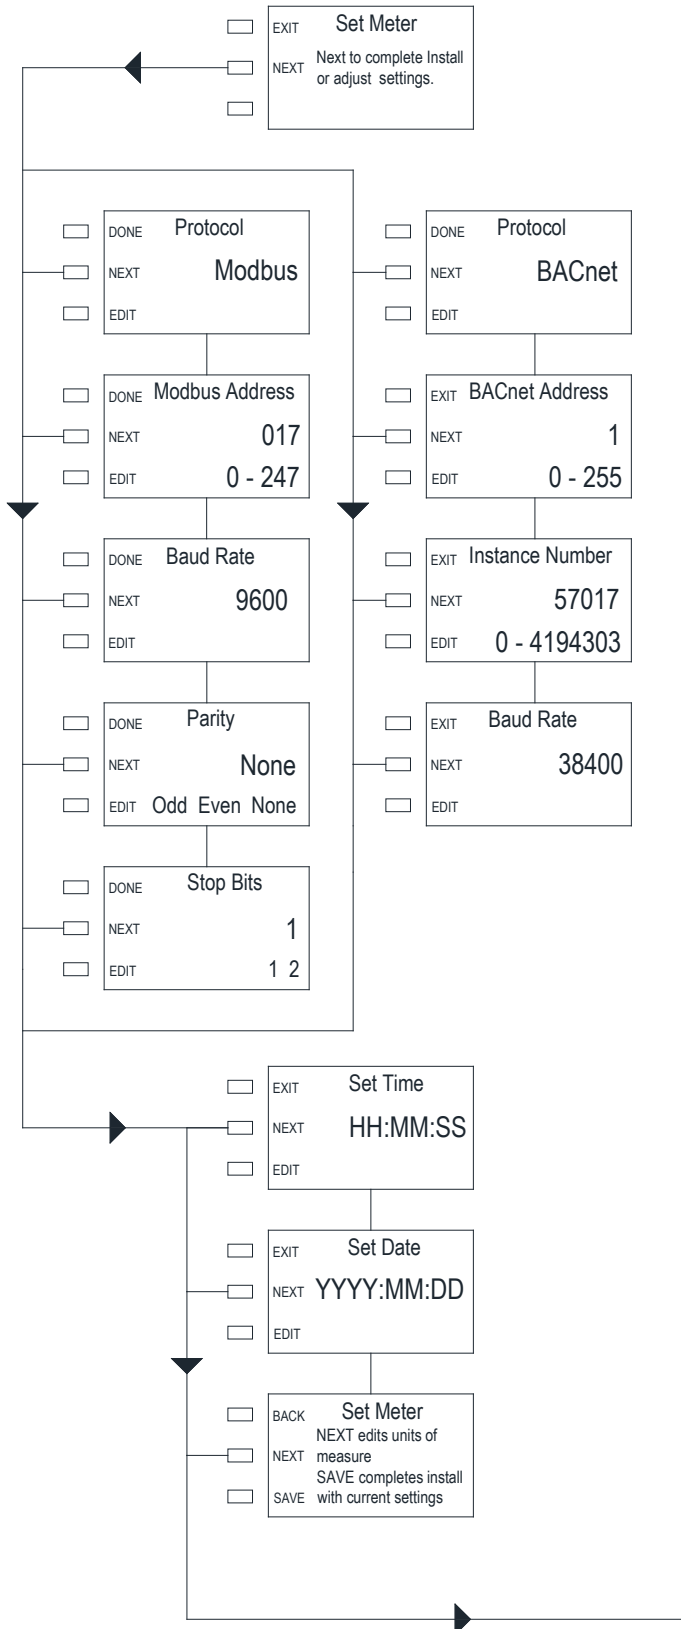 Set Meter
EXIT
Next to complete Install
NEXT
or adjust settings.
Protocol
DONE
Modbus
NEXT
EDIT
Modbus Address
DONE
017
NEXT
0 - 247
EDIT
Baud Rate
DONE
9600
NEXT
EDIT
Parity
DONE
None
NEXT
EDIT
Odd Even None
Stop Bits
DONE
1
NEXT
1 2
EDIT
Protocol
DONE
BACnet
NEXT
EDIT
BACnet Address
EXIT
1
NEXT
0 - 255
EDIT
Instance Number
EXIT
57017
NEXT
0 - 4194303
EDIT
Baud Rate
EXIT
38400
NEXT
EDIT
Set Time
EXIT
HH:MM:SS
NEXT
EDIT
Set Date
EXIT
YYYY:MM:DD
NEXT
EDIT
Set Meter
BACK
NEXT edits units of
NEXT
measure
SAVE completes install
SAVE
with current settings